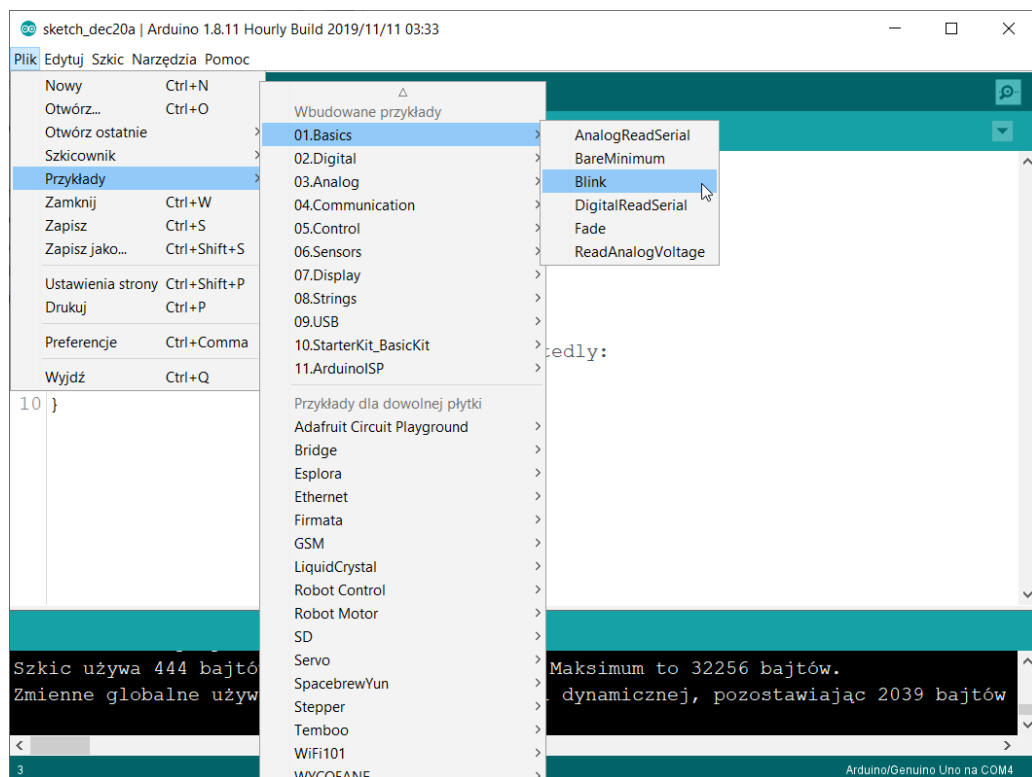 sketch_dec20a | Arduino 1.8.11 Hourly Build 2019/11/11 03:33
Plik Edytuj Szkic Narzędzia Pomoc
Nowy Ctrl+N
Otwórz... Ctrl+O
Otwórz ostatnie
Szkicownik
Przykłady
Zamknij Ctrl+W
Zapisz Ctrl+S
Zapisz jako... Ctrl+Shift+S
Ustawienia strony Ctrl+Shift+P
Drukuj Ctrl+P
Preferencje Ctrl+Comma
Wyjdź Ctrl+Q
Wbudowane przykłady
01.Basics
02.Digital
03.Analog
04.Communication
05.Control
06.Sensors
07.Display
08.Strings
09.USB
10.StarterKit_BasicKit
11.ArduinoISP
Przykłady dla dowolnej płytki
Adafruit Circuit Playground
Bridge
Esplora
Ethernet
Firmata
GSM
LiquidCrystal
Robot Control
Robot Motor
SD
Servo
SpacebrewYun
Stepper
Temboo
WiFi101
AnalogReadSerial
BareMinimum
Blink
DigitalReadSerial
Fade
ReadAnalogVoltage
tedly:
10 }
Szkic używa 444 bajtó Maksimum to 32256 bajtów.
Zmienne globalne używ dynamicznej, pozostawiając 2039 bajtów
3 Arduino/Genuino Uno na COM4